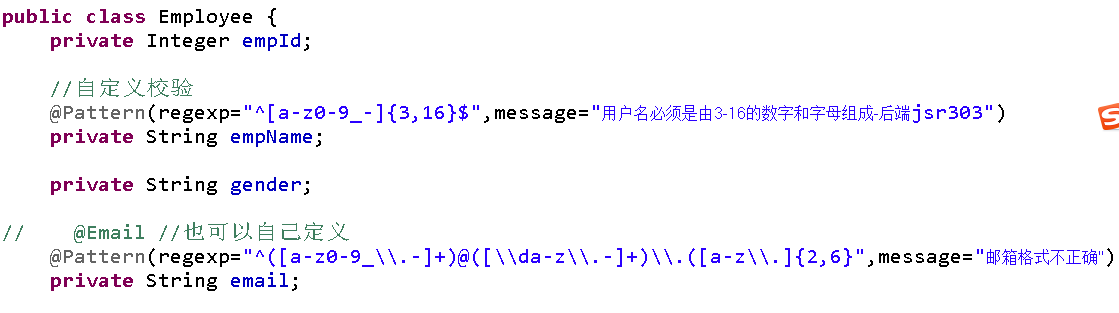 public class Employee {
    private Integer empId;
    //自定义校验
    @Pattern(regexp="^[a-z0-9_-]{3,16}$",message="用户名必须是由3-16的数字和字母组成-后端jsr303")
    private String empName;
    private String gender;
//    @Email //也可以自己定义
    @Pattern(regexp="^([a-z0-9_\\.-]+)@([\\da-z\\.-]+)\\.([a-z\\.]{2,6}",message="邮箱格式不正确")
    private String email;